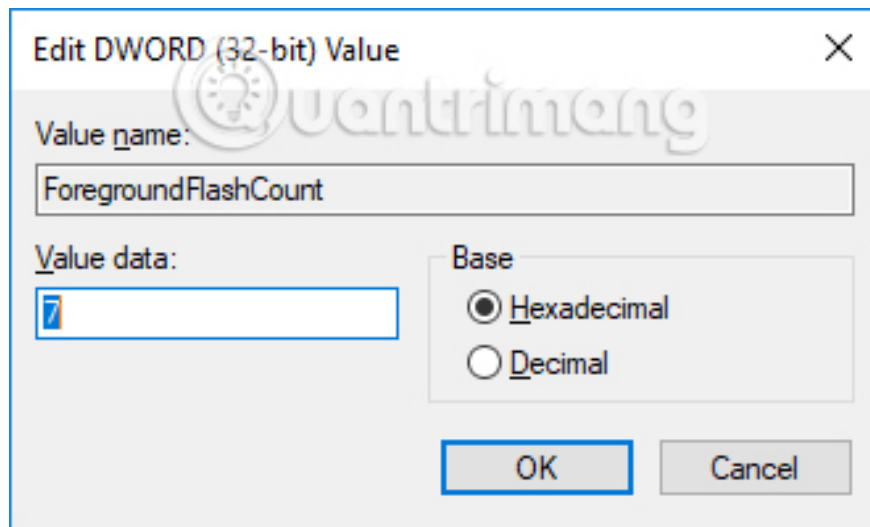 Edit DWORD (32-bit) Value
Quantrimang
Value name:
ForegroundFlashCount
Value data:
7
Base
Hexadecimal
Decimal
OK
Cancel